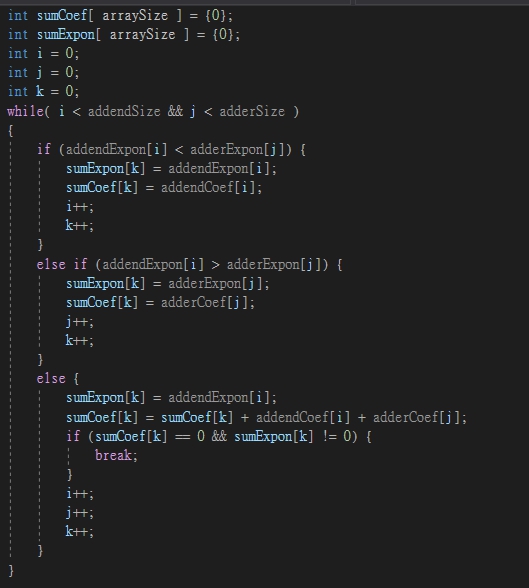 int sumCoef[ arraySize ] = {0};
int sumExpon[ arraySize ] = {0};
int i = 0;
int j = 0;
int k = 0;
while( i < addendSize && j < adderSize )
{
if (addendExpon[i] < adderExpon[j]) {
sumExpon[k] = addendExpon[i];
sumCoef[k] = addendCoef[i];
i++;
k++;
}
else if (addendExpon[i] > adderExpon[j]) {
sumExpon[k] = adderExpon[j];
sumCoef[k] = adderCoef[j];
j++;
k++;
}
else {
sumExpon[k] = addendExpon[i];
sumCoef[k] = sumCoef[k] + addendCoef[i] + adderCoef[j];
if (sumCoef[k] == 0 && sumExpon[k] != 0) {
break;
}
i++;
j++;
k++;
}
}